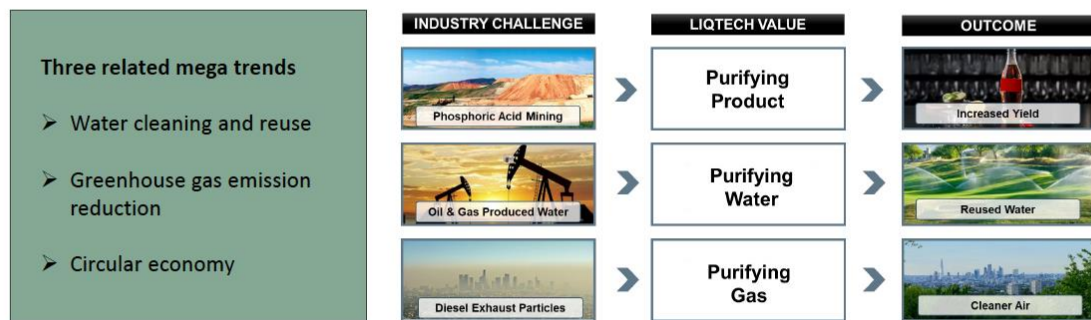 Three related mega trends
➢ Water cleaning and reuse
➢ Greenhouse gas emission
reduction
➢ Circular economy
INDUSTRY CHALLENGE
LIQTECH VALUE
OUTCOME
Phosphoric Acid Mining
Purifying
Product
Increased Yield
Oil & Gas Produced Water
Purifying
Water
Reused Water
Diesel Exhaust Particles
Purifying
Gas
Cleaner Air